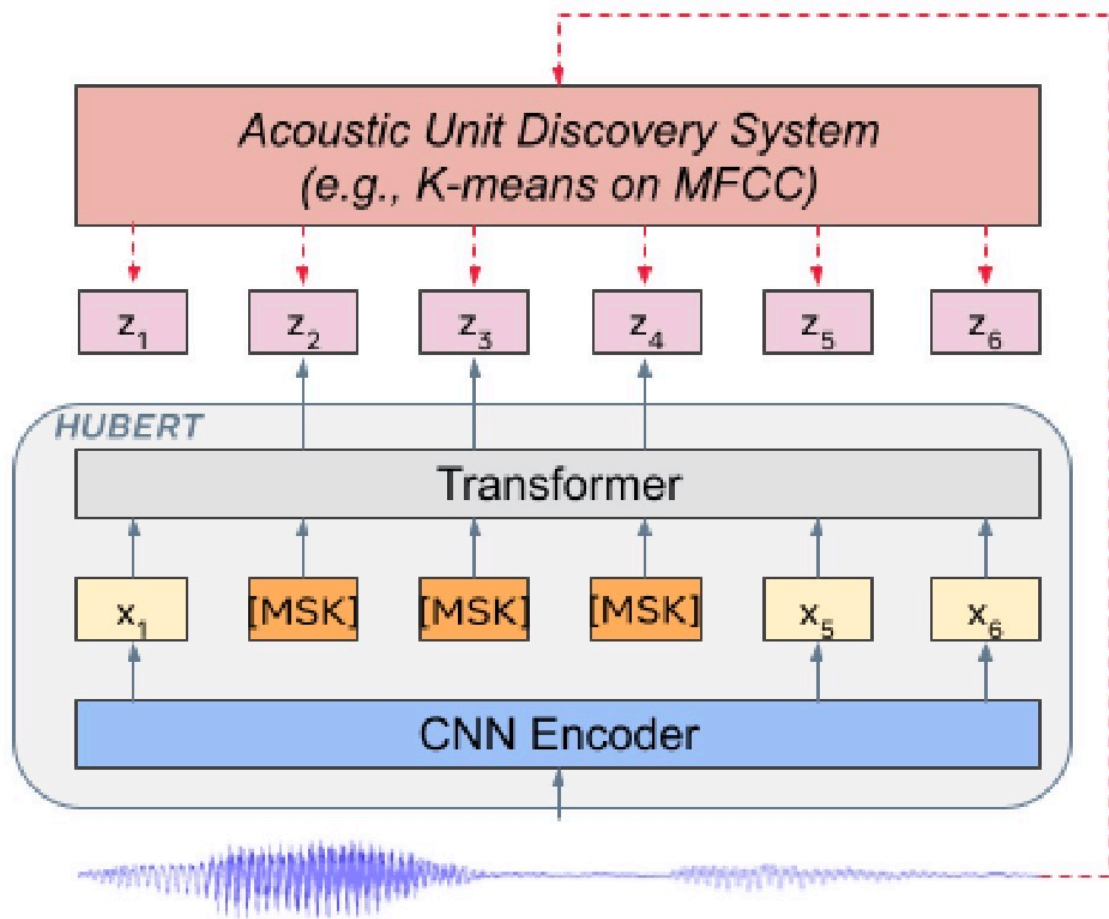 Acoustic Unit Discovery System
(e.g., K-means on MFCC)
z₁ z₂ z₃ z₄ z₅ z₆
HUBERT
Transformer
x₁ [MSK] [MSK] [MSK] x₅ x₆
CNN Encoder